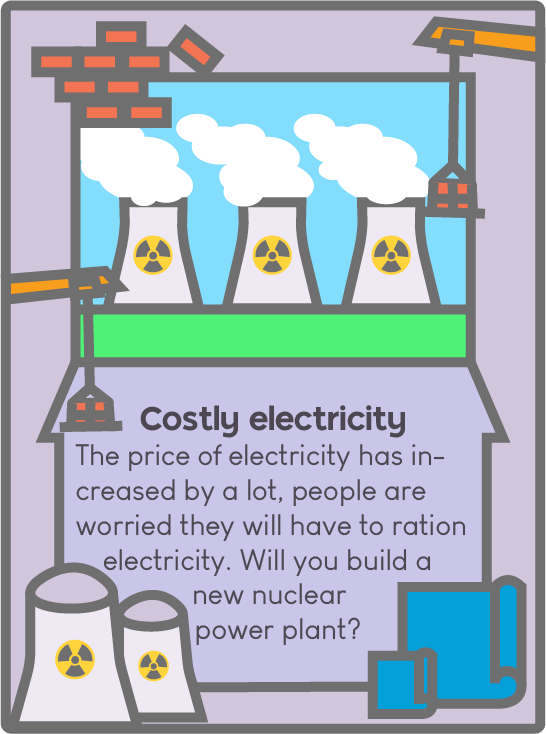 Costly electricity
The price of electricity has in-
creased by a lot, people are
worried they will have to ration
electricity. Will you build a
new nuclear
power plant?